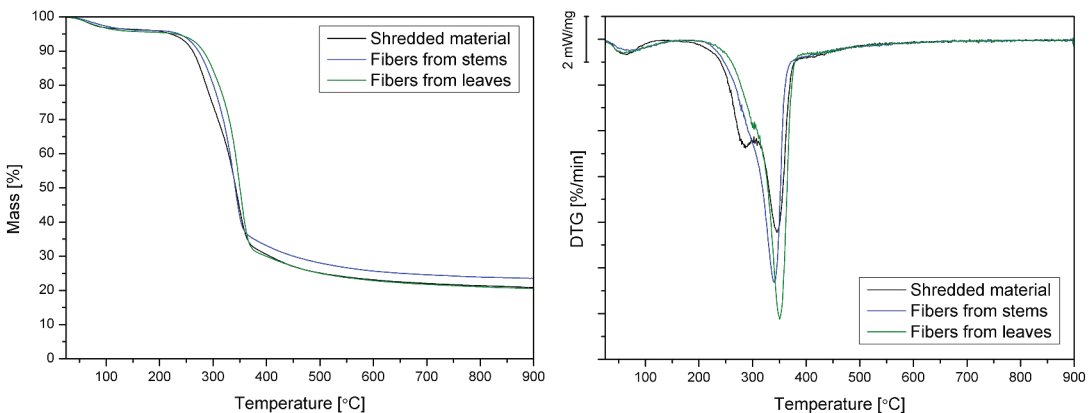 100
90
80
70
60
50
40
30
20
10
0
Mass [%]
100 200 300 400 500 600 700 800 900
Temperature [°C]
Shredded material
Fibers from stems
Fibers from leaves
2 mW/mg
DTG [%/min]
100 200 300 400 500 600 700 800 900
Temperature [°C]
Shredded material
Fibers from stems
Fibers from leaves